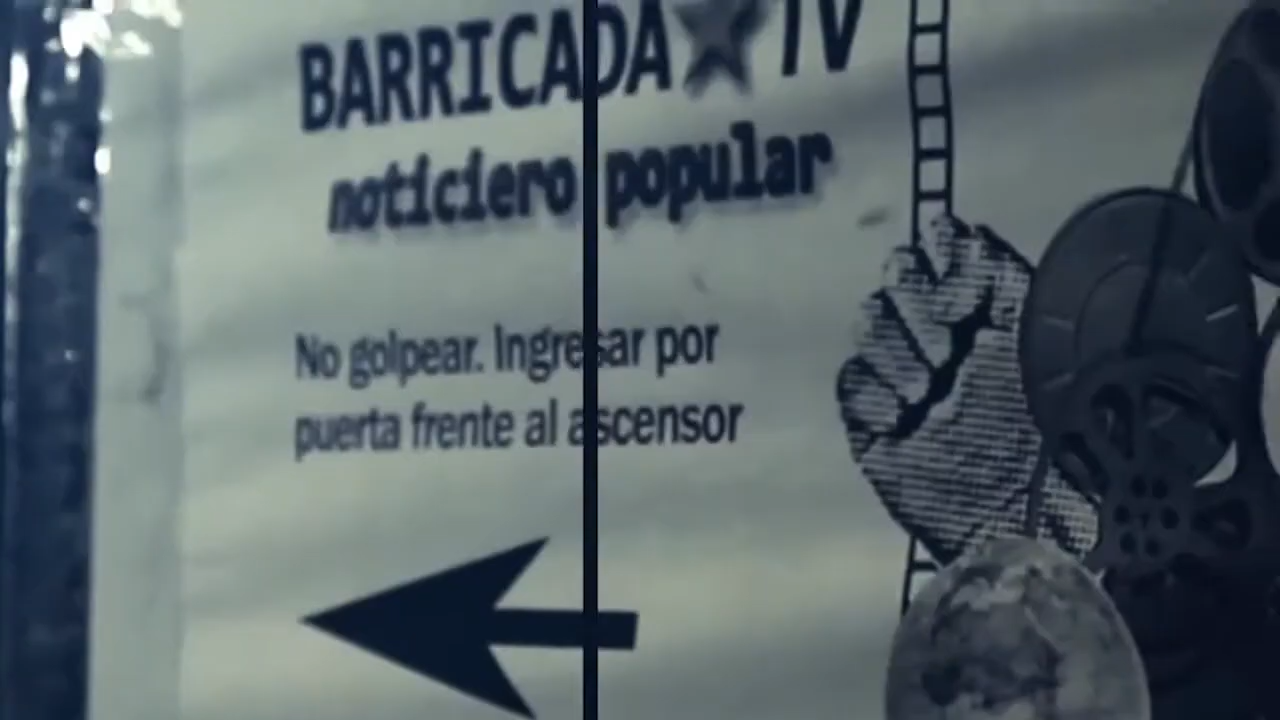 BARRICADA★TV
noticiero popular
No golpear. Ingresar por
puerta frente al ascensor